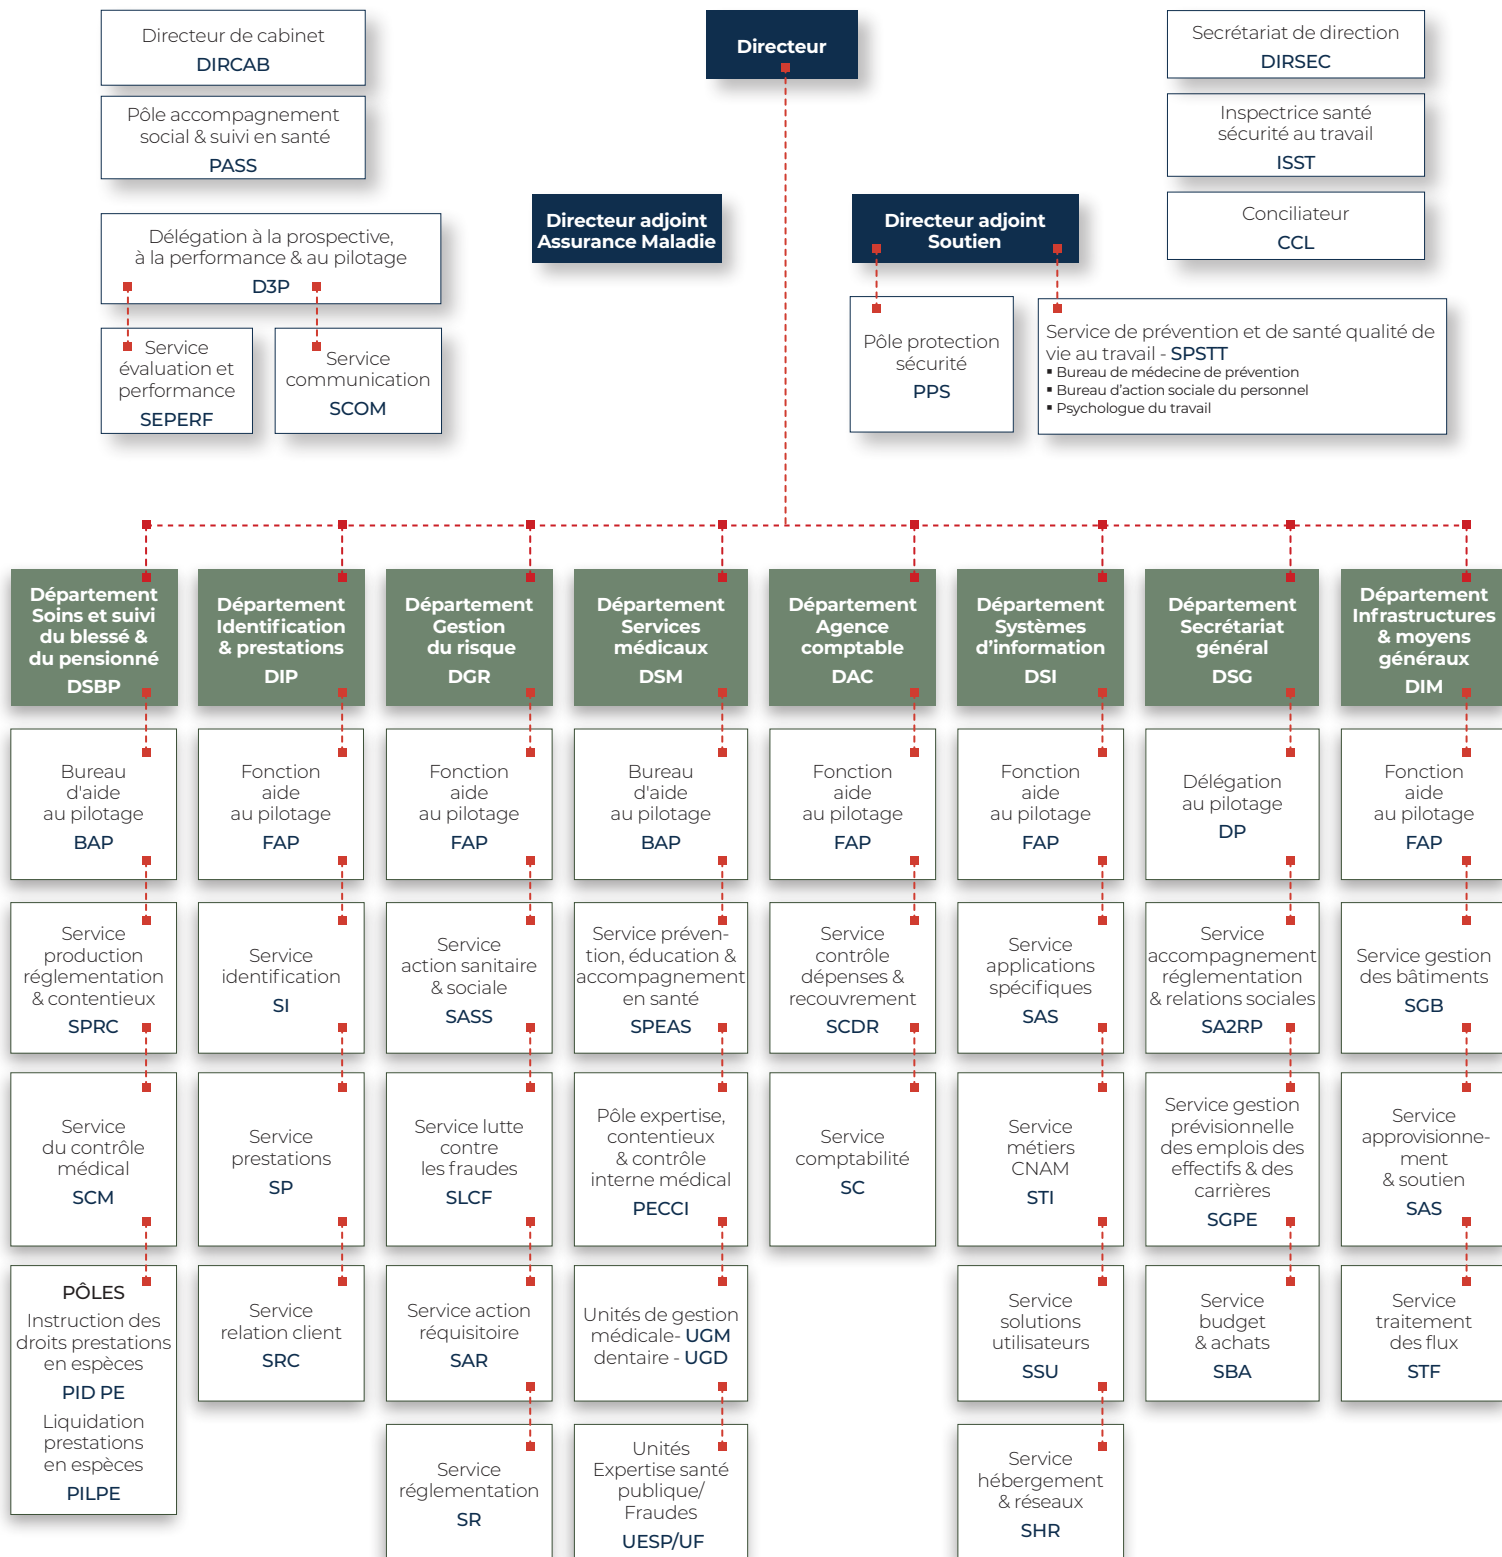 Directeur de cabinet
DIRCAB
Pôle accompagnement
social & suivi en santé
PASS
Directeur
Secrétariat de direction
DIRSEC
Inspectrice santé
sécurité au travail
ISST
Conciliateur
CCL
Directeur adjoint
Assurance Maladie
Directeur adjoint
Soutien
Délégation à la prospective,
à la performance & au pilotage
D3P
Service
évaluation et
performance
SEPERF
Service
communication
SCOM
Pôle protection
sécurité
PPS
Service de prévention et de santé qualité de
vie au travail - SPSTT
▪ Bureau de médecine de prévention
▪ Bureau d’action sociale du personnel
▪ Psychologue du travail
Département
Soins et suivi
du blessé &
du pensionné
DSBP
Bureau
d'aide
au pilotage
BAP
Service
production
réglementation
& contentieux
SPRC
Service
du contrôle
médical
SCM
PÔLES
Instruction des
droits prestations
en espèces
PID PE
Liquidation
prestations
en espèces
PILPE
Département
Identification
& prestations
DIP
Fonction
aide
au pilotage
FAP
Service
identification
SI
Service
prestations
SP
Service
relation client
SRC
Département
Gestion
du risque
DGR
Fonction
aide
au pilotage
FAP
Service
action sanitaire
& sociale
SASS
Service lutte
contre
les fraudes
SLCF
Service action
réquisitoire
SAR
Service
réglementation
SR
Département
Services
médicaux
DSM
Bureau
d'aide
au pilotage
BAP
Service préven-
tion, éducation &
accompagnement
en santé
SPEAS
Pôle expertise,
contentieux
& contrôle
interne médical
PECCI
Unités de gestion
médicale- UGM
dentaire - UGD
Unités
Expertise santé
publique/
Fraudes
UESP/UF
Département
Agence
comptable
DAC
Fonction
aide
au pilotage
FAP
Service
contrôle
dépenses &
recouvrement
SCDR
Service
comptabilité
SC
Département
Systèmes
d’information
DSI
Fonction
aide
au pilotage
FAP
Service
applications
spécifiques
SAS
Service
métiers
CNAM
STI
Service
solutions
utilisateurs
SSU
Service
hébergement
& réseaux
SHR
Département
Secrétariat
général
DSG
Délégation
au pilotage
DP
Service
accompagnement
réglementation
& relations sociales
SA2RP
Service gestion
prévisionnelle
des emplois des
effectifs & des
carrières
SGPE
Service
budget
& achats
SBA
Département
Infrastructures
& moyens
généraux
DIM
Fonction
aide
au pilotage
FAP
Service gestion
des bâtiments
SGB
Service
approvisionne-
ment
& soutien
SAS
Service
traitement
des flux
STF